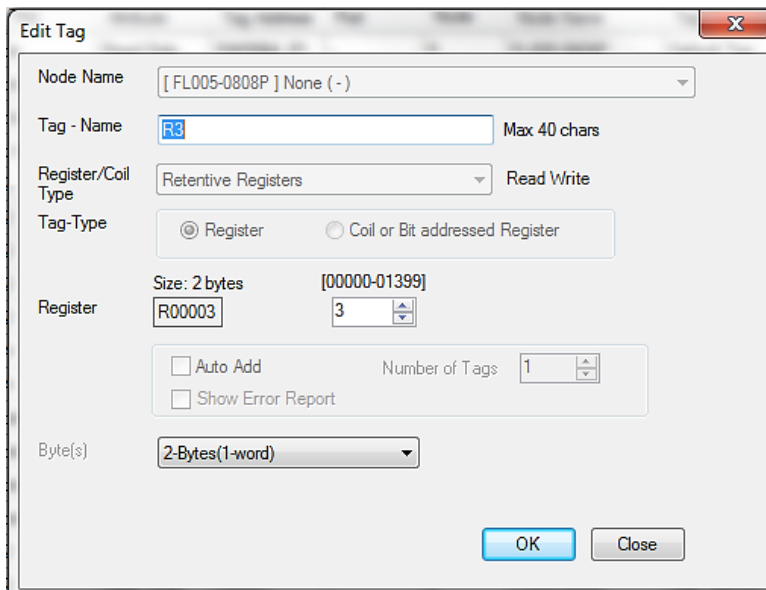 Edit Tag
Node Name
[ FL005-0808P ] None ( - )
Tag - Name
R3
Max 40 chars
Register/Coil
Type
Retentive Registers
Read Write
Tag-Type
Register
Coil or Bit addressed Register
Size: 2 bytes
[00000-01399]
Register
R00003
3
Auto Add
Number of Tags
1
Show Error Report
Byte(s)
2-Bytes(1-word)
OK
Close